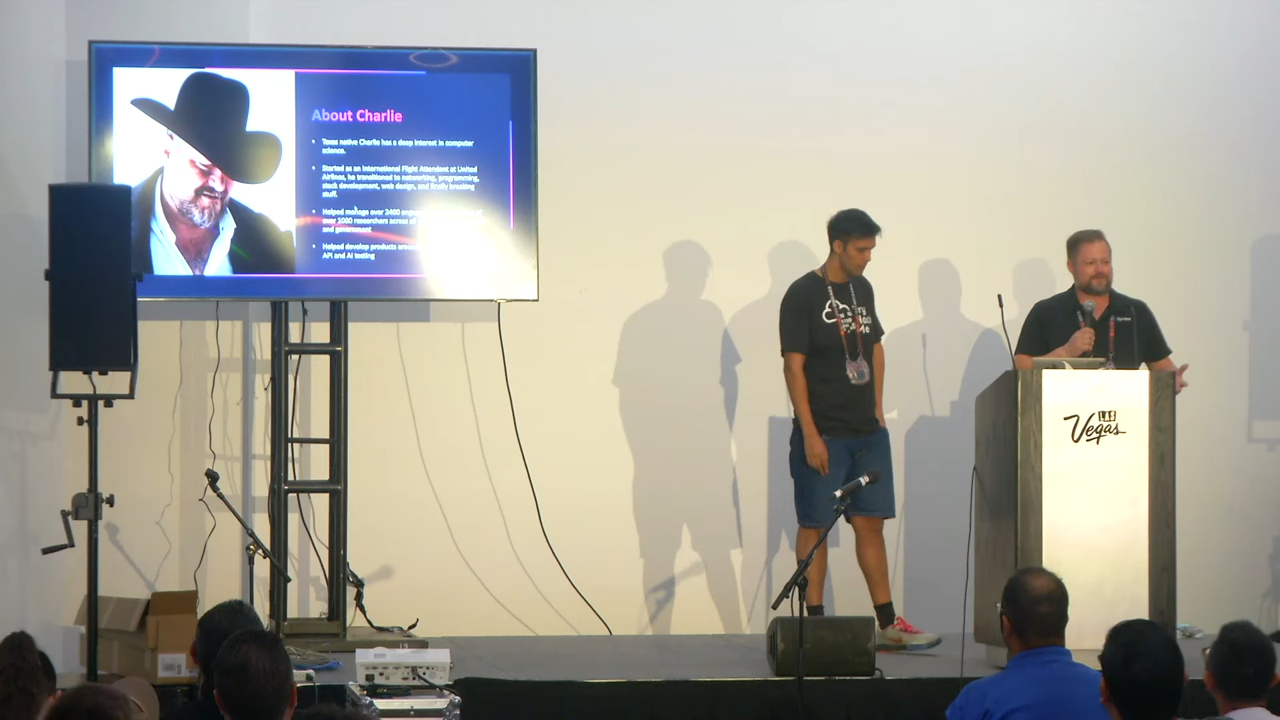 About Charlie
Texas native Charlie has a deep interest in computer
science.
Started as an International Flight Attendant at United
Airlines, he transitioned to networking, programming,
stack development, web design, and finally breaking
stuff.
Helped manage over 2400
over 1000 researchers across
and government
Helped develop products
API and AI testing
Me
LAS
Vegas